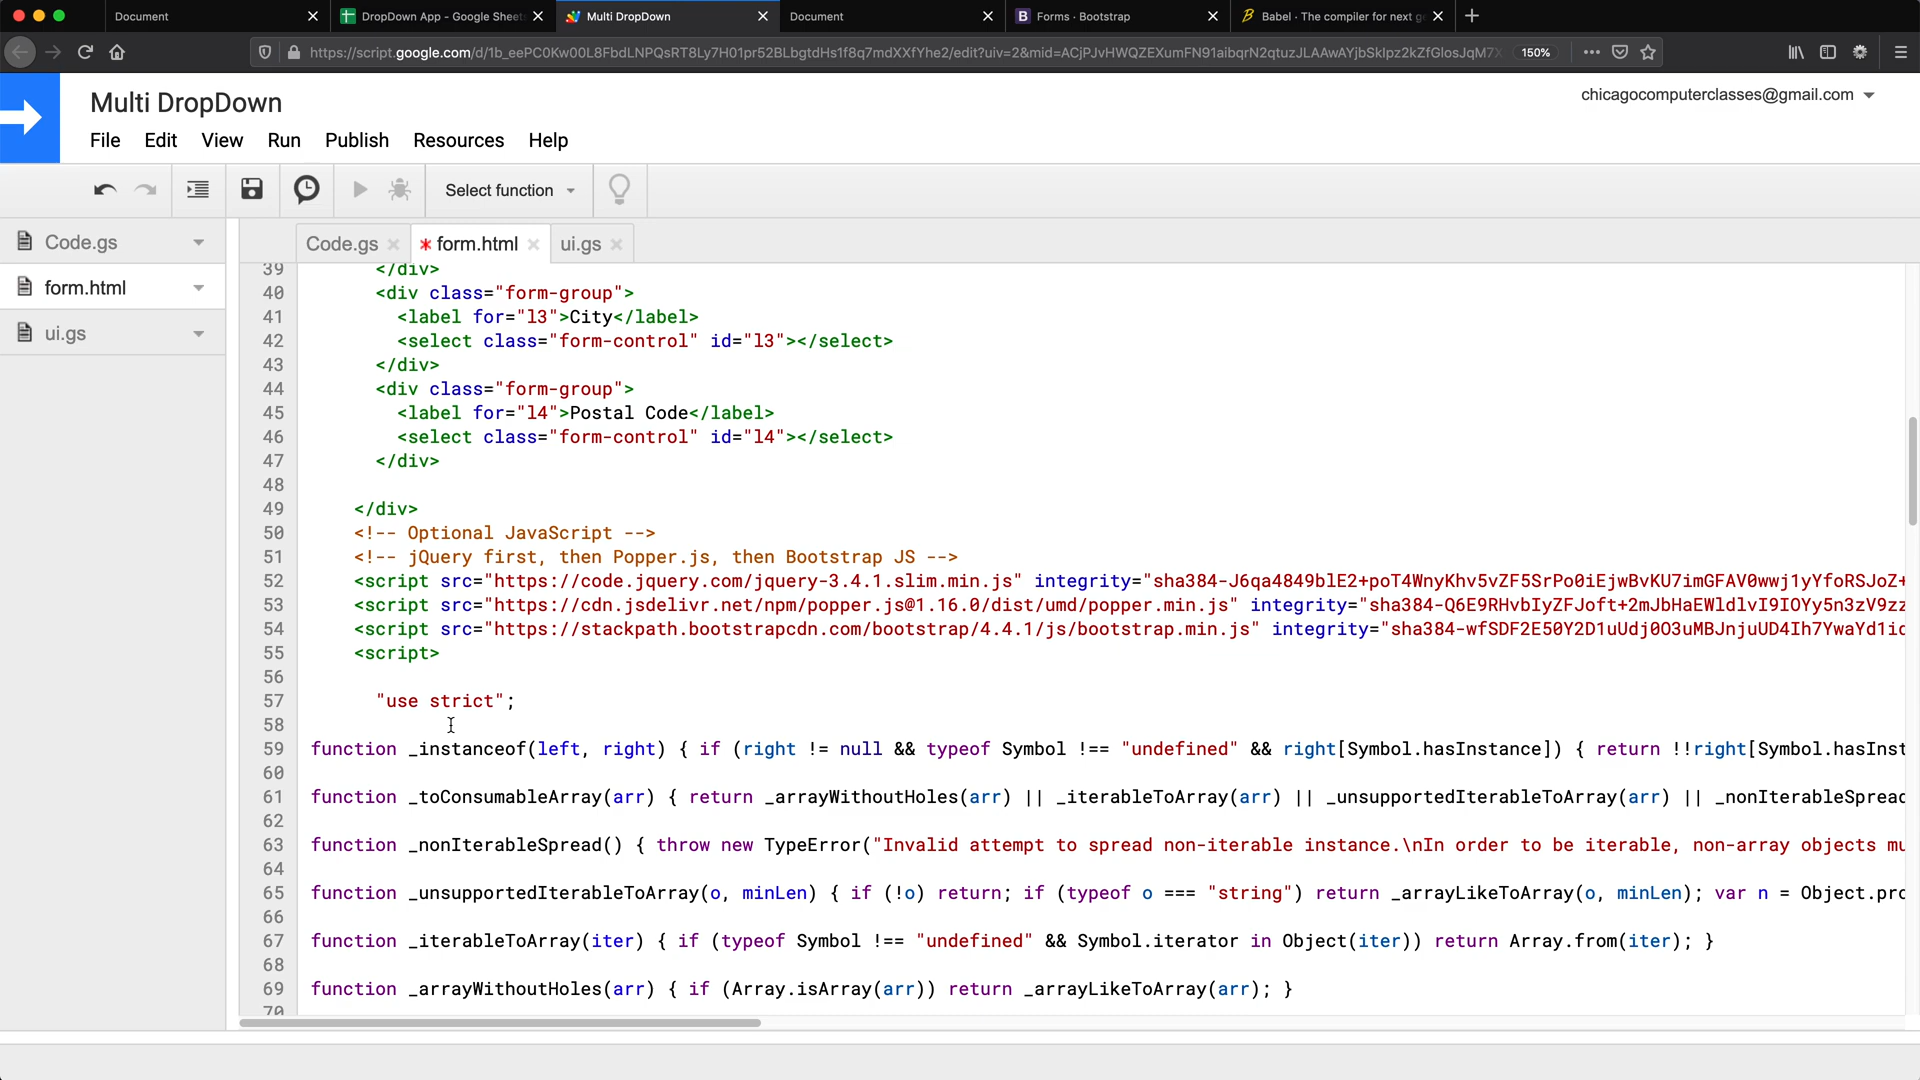 Document
DropDown App - Google Sheets
Multi DropDown
Document
Forms · Bootstrap
Babel · The compiler for next ge
https://script.google.com/d/1b_eePC0Kw00L8FbdLNPQsRT8Ly7H01pr52BLbgtdHs1f8q7mdXXfYhe2/edit?uiv=2&mid=ACjPJvHWQZEXumFN91aibqrN2qtuzJLAAwAYjbSklpz2kZfGlosJqM7X
150%
Multi DropDown
chicagocomputerclasses@gmail.com
File Edit View Run Publish Resources Help
Select function
Code.gs
form.html
ui.gs
Code.gs
* form.html
ui.gs
39 </div>
40 <div class="form-group">
41 <label for="l3">City</label>
42 <select class="form-control" id="l3"></select>
43 </div>
44 <div class="form-group">
45 <label for="l4">Postal Code</label>
46 <select class="form-control" id="l4"></select>
47 </div>
48
49 </div>
50 <!-- Optional JavaScript -->
51 <!-- jQuery first, then Popper.js, then Bootstrap JS -->
52 <script src="https://code.jquery.com/jquery-3.4.1.slim.min.js" integrity="sha384-J6qa4849blE2+poT4WnyKhv5vZF5SrPo0iEjwBvKU7imGFAV0wwj1yYfoRSJoZ+
53 <script src="https://cdn.jsdelivr.net/npm/popper.js@1.16.0/dist/umd/popper.min.js" integrity="sha384-Q6E9RHvbIyZFJoft+2mJbHaEWldlvI9IOYy5n3zV9zz
54 <script src="https://stackpath.bootstrapcdn.com/bootstrap/4.4.1/js/bootstrap.min.js" integrity="sha384-wfSDF2E50Y2D1uUdj0O3uMBJnjuUD4Ih7YwaYd1iq
55 <script>
56
57 "use strict";
58
59 function _instanceof(left, right) { if (right != null && typeof Symbol !== "undefined" && right[Symbol.hasInstance]) { return !!right[Symbol.hasInst
60
61 function _toConsumableArray(arr) { return _arrayWithoutHoles(arr) || _iterableToArray(arr) || _unsupportedIterableToArray(arr) || _nonIterableSpread
62
63 function _nonIterableSpread() { throw new TypeError("Invalid attempt to spread non-iterable instance.\nIn order to be iterable, non-array objects mu
64
65 function _unsupportedIterableToArray(o, minLen) { if (!o) return; if (typeof o === "string") return _arrayLikeToArray(o, minLen); var n = Object.pro
66
67 function _iterableToArray(iter) { if (typeof Symbol !== "undefined" && Symbol.iterator in Object(iter)) return Array.from(iter); }
68
69 function _arrayWithoutHoles(arr) { if (Array.isArray(arr)) return _arrayLikeToArray(arr); }
70